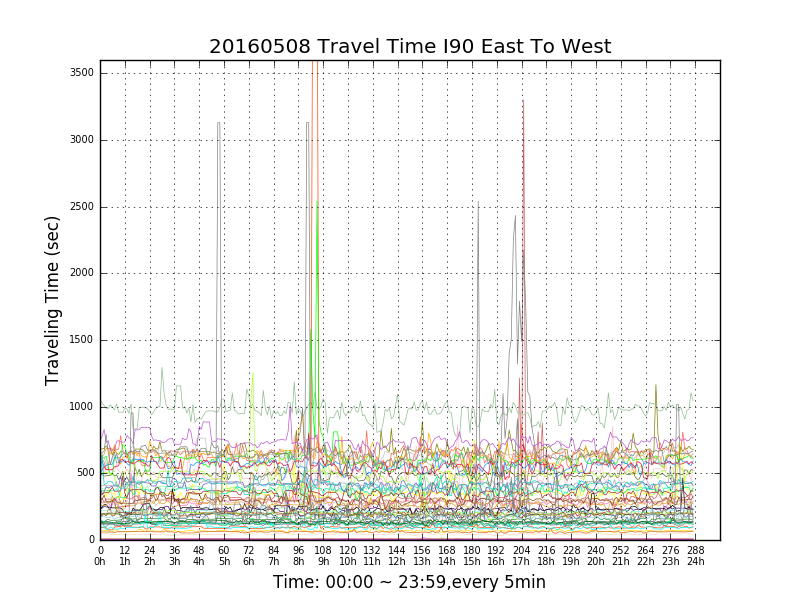 20160508 Travel Time I90 East To West
Traveling Time (sec)
3500
3000
2500
2000
1500
1000
500
0
0 12 24 36 48 60 72 84 96 108 120 132 144 156 168 180 192 204 216 228 240 252 264 276 288
0h 1h 2h 3h 4h 5h 6h 7h 8h 9h 10h 11h 12h 13h 14h 15h 16h 17h 18h 19h 20h 21h 22h 23h 24h
Time: 00:00 ~ 23:59,every 5min